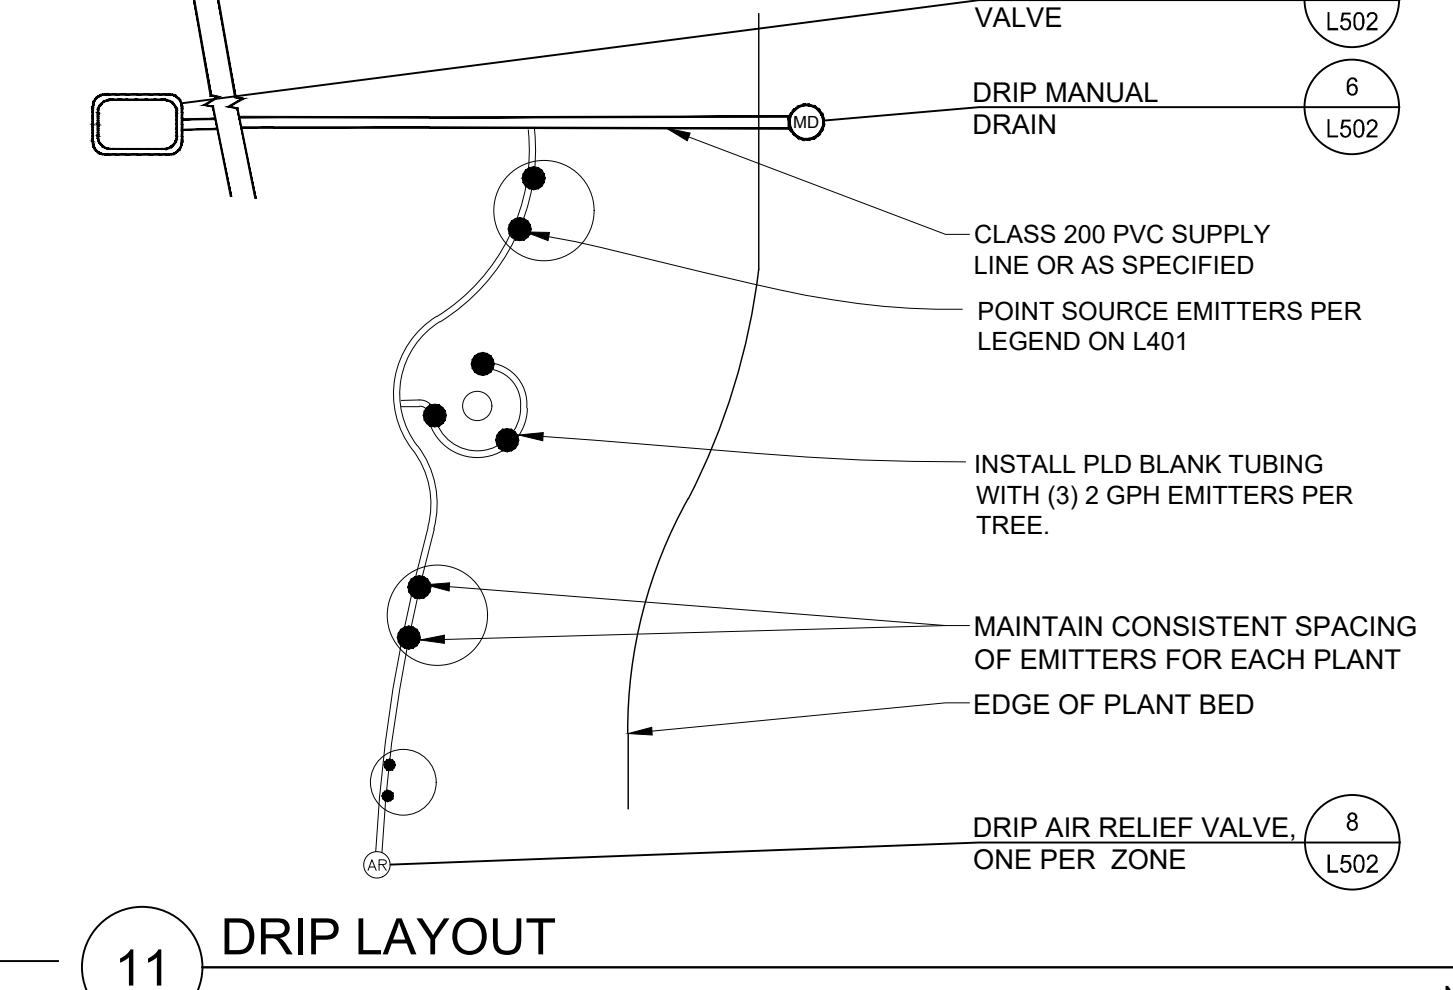 VALVE
L502
DRIP MANUAL
DRAIN
6
L502
MD
CLASS 200 PVC SUPPLY
LINE OR AS SPECIFIED
POINT SOURCE EMITTERS PER
LEGEND ON L401
INSTALL PLD BLANK TUBING
WITH (3) 2 GPH EMITTERS PER
TREE.
MAINTAIN CONSISTENT SPACING
OF EMITTERS FOR EACH PLANT
EDGE OF PLANT BED
DRIP AIR RELIEF VALVE,
ONE PER ZONE
8
L502
AR
11
DRIP LAYOUT